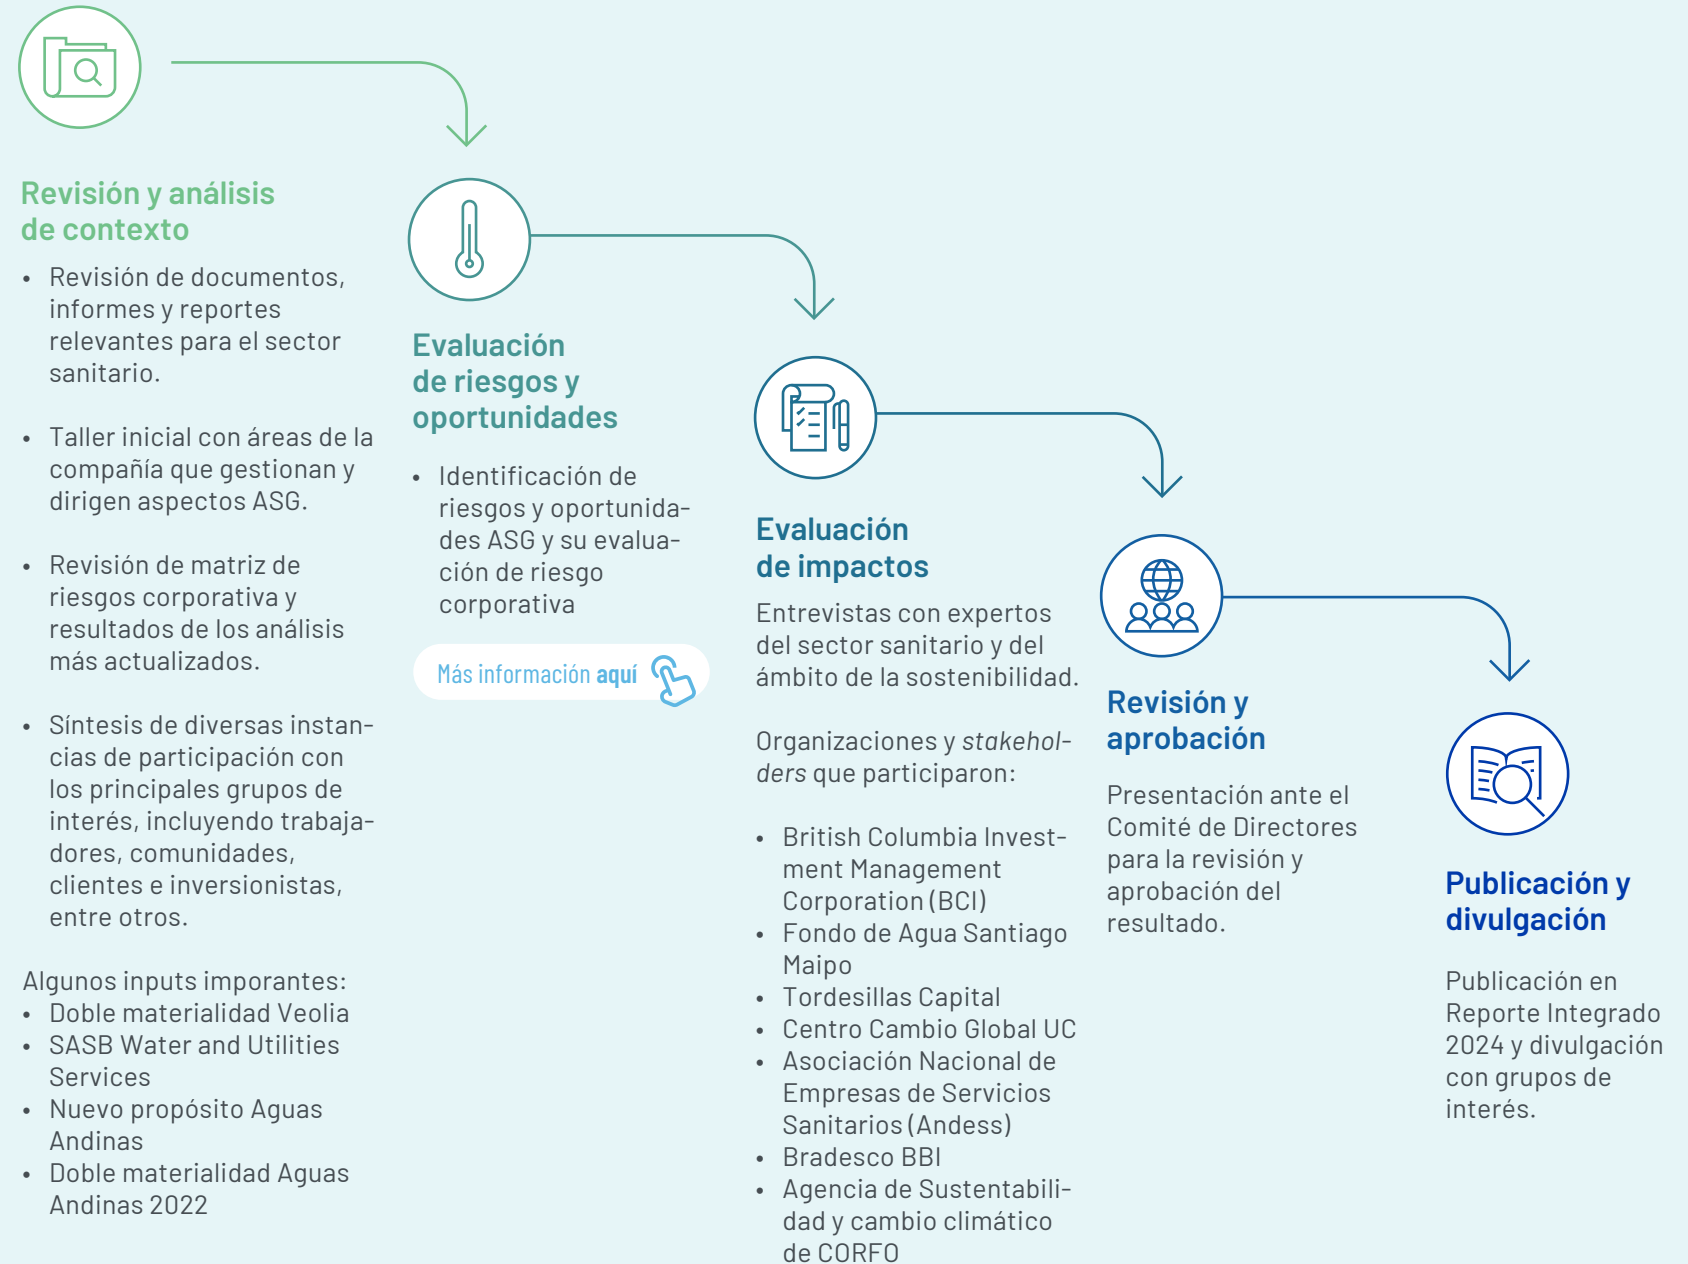 Revisión y análisis
de contexto
• Revisión de documentos,
informes y reportes
relevantes para el sector
sanitario.
• Taller inicial con áreas de la
compañía que gestionan y
dirigen aspectos ASG.
• Revisión de matriz de
riesgos corporativa y
resultados de los análisis
más actualizados.
• Síntesis de diversas instan-
cias de participación con
los principales grupos de
interés, incluyendo trabaja-
dores, comunidades,
clientes e inversionistas,
entre otros.
Algunos inputs imporantes:
• Doble materialidad Veolia
• SASB Water and Utilities
Services
• Nuevo propósito Aguas
Andinas
• Doble materialidad Aguas
Andinas 2022
Evaluación
de riesgos y
oportunidades
• Identificación de
riesgos y oportunida-
des ASG y su evalua-
ción de riesgo
corporativa
Más información aquí
Evaluación
de impactos
Entrevistas con expertos
del sector sanitario y del
ámbito de la sostenibilidad.
Organizaciones y stakehol-
ders que participaron:
• British Columbia Invest-
ment Management
Corporation (BCI)
• Fondo de Agua Santiago
Maipo
• Tordesillas Capital
• Centro Cambio Global UC
• Asociación Nacional de
Empresas de Servicios
Sanitarios (Andess)
• Bradesco BBI
• Agencia de Sustentabili-
dad y cambio climático
de CORFO
Revisión y
aprobación
Presentación ante el
Comité de Directores
para la revisión y
aprobación del
resultado.
Publicación y
divulgación
Publicación en
Reporte Integrado
2024 y divulgación
con grupos de
interés.